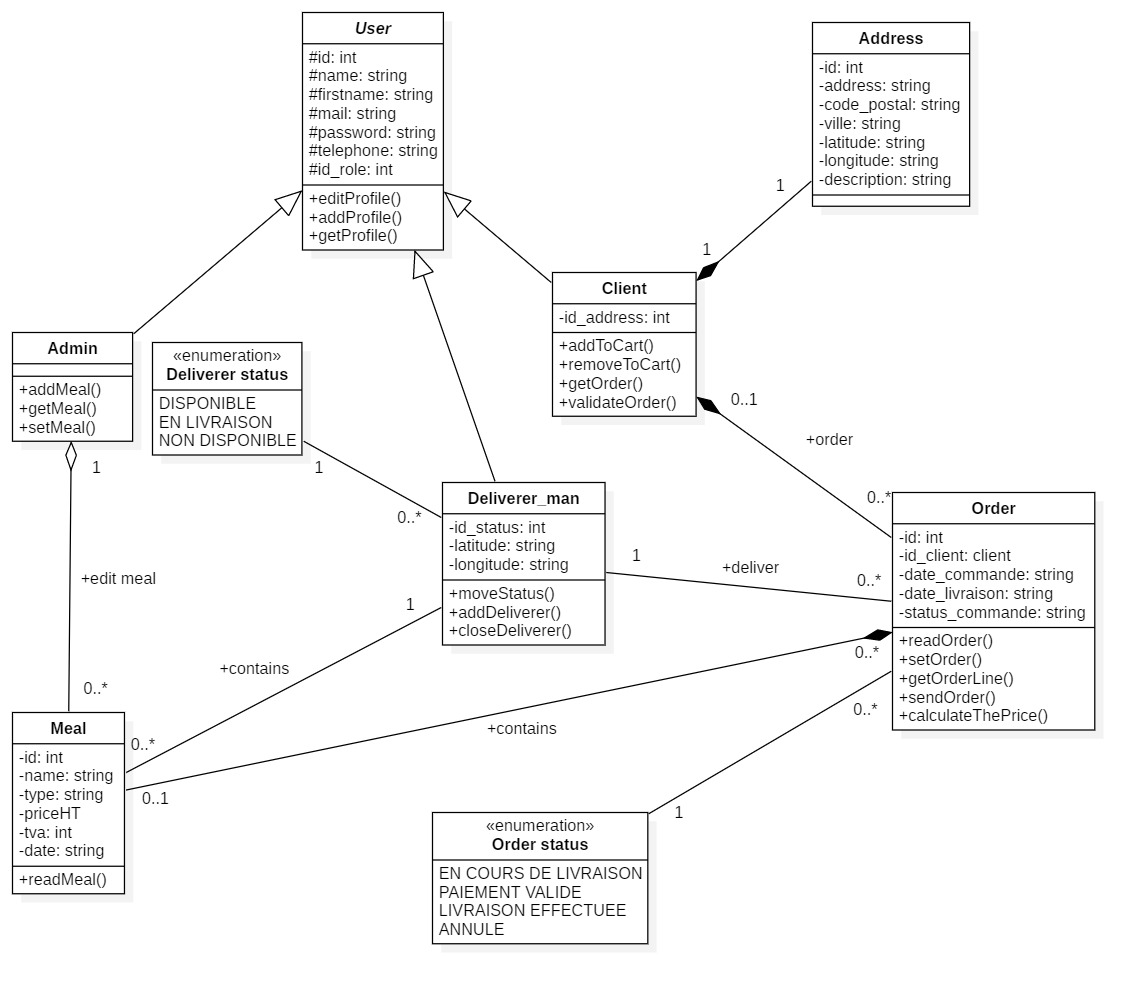 User
#id: int
#name: string
#firstname: string
#mail: string
#password: string
#telephone: string
#id_role: int
+editProfile()
+addProfile()
+getProfile()
Address
-id: int
-address: string
-code_postal: string
-ville: string
-latitude: string
-longitude: string
-description: string
1
1
Client
-id_address: int
+addToCart()
+removeToCart()
+getOrder()
+validateOrder()
Admin
+addMeal()
+getMeal()
+setMeal()
«enumeration»
Deliverer status
DISPONIBLE
EN LIVRAISON
NON DISPONIBLE
0..1
+order
0..*
1
1
0..*
Deliverer_man
-id_status: int
-latitude: string
-longitude: string
+moveStatus()
+addDeliverer()
+closeDeliverer()
Order
-id: int
-id_client: client
-date_commande: string
-date_livraison: string
-status_commande: string
+readOrder()
+setOrder()
+getOrderLine()
+sendOrder()
+calculateThePrice()
1
+deliver
0..*
+edit meal
1
+contains
0..*
0..*
0..*
0..*
+contains
0..1
Meal
-id: int
-name: string
-type: string
-priceHT
-tva: int
-date: string
+readMeal()
1
«enumeration»
Order status
EN COURS DE LIVRAISON
PAIEMENT VALIDE
LIVRAISON EFFECTUEE
ANNULE